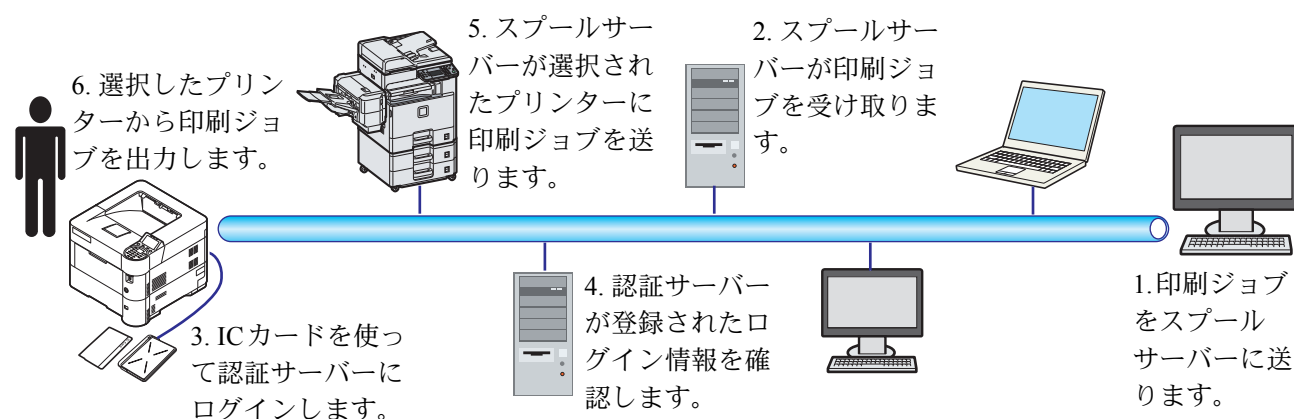 6. 選択したプリン
ターから印刷ジョ
ブを出力します。
5. スプールサー
バーが選択され
たプリンターに
印刷ジョブを送
ります。
2. スプールサー
バーが印刷ジョ
ブを受け取りま
す。
3. ICカードを使っ
て認証サーバーに
ログインします。
4. 認証サーバー
が登録されたロ
グイン情報を確
認します。
1.印刷ジョブ
をスプール
サーバーに送
ります。